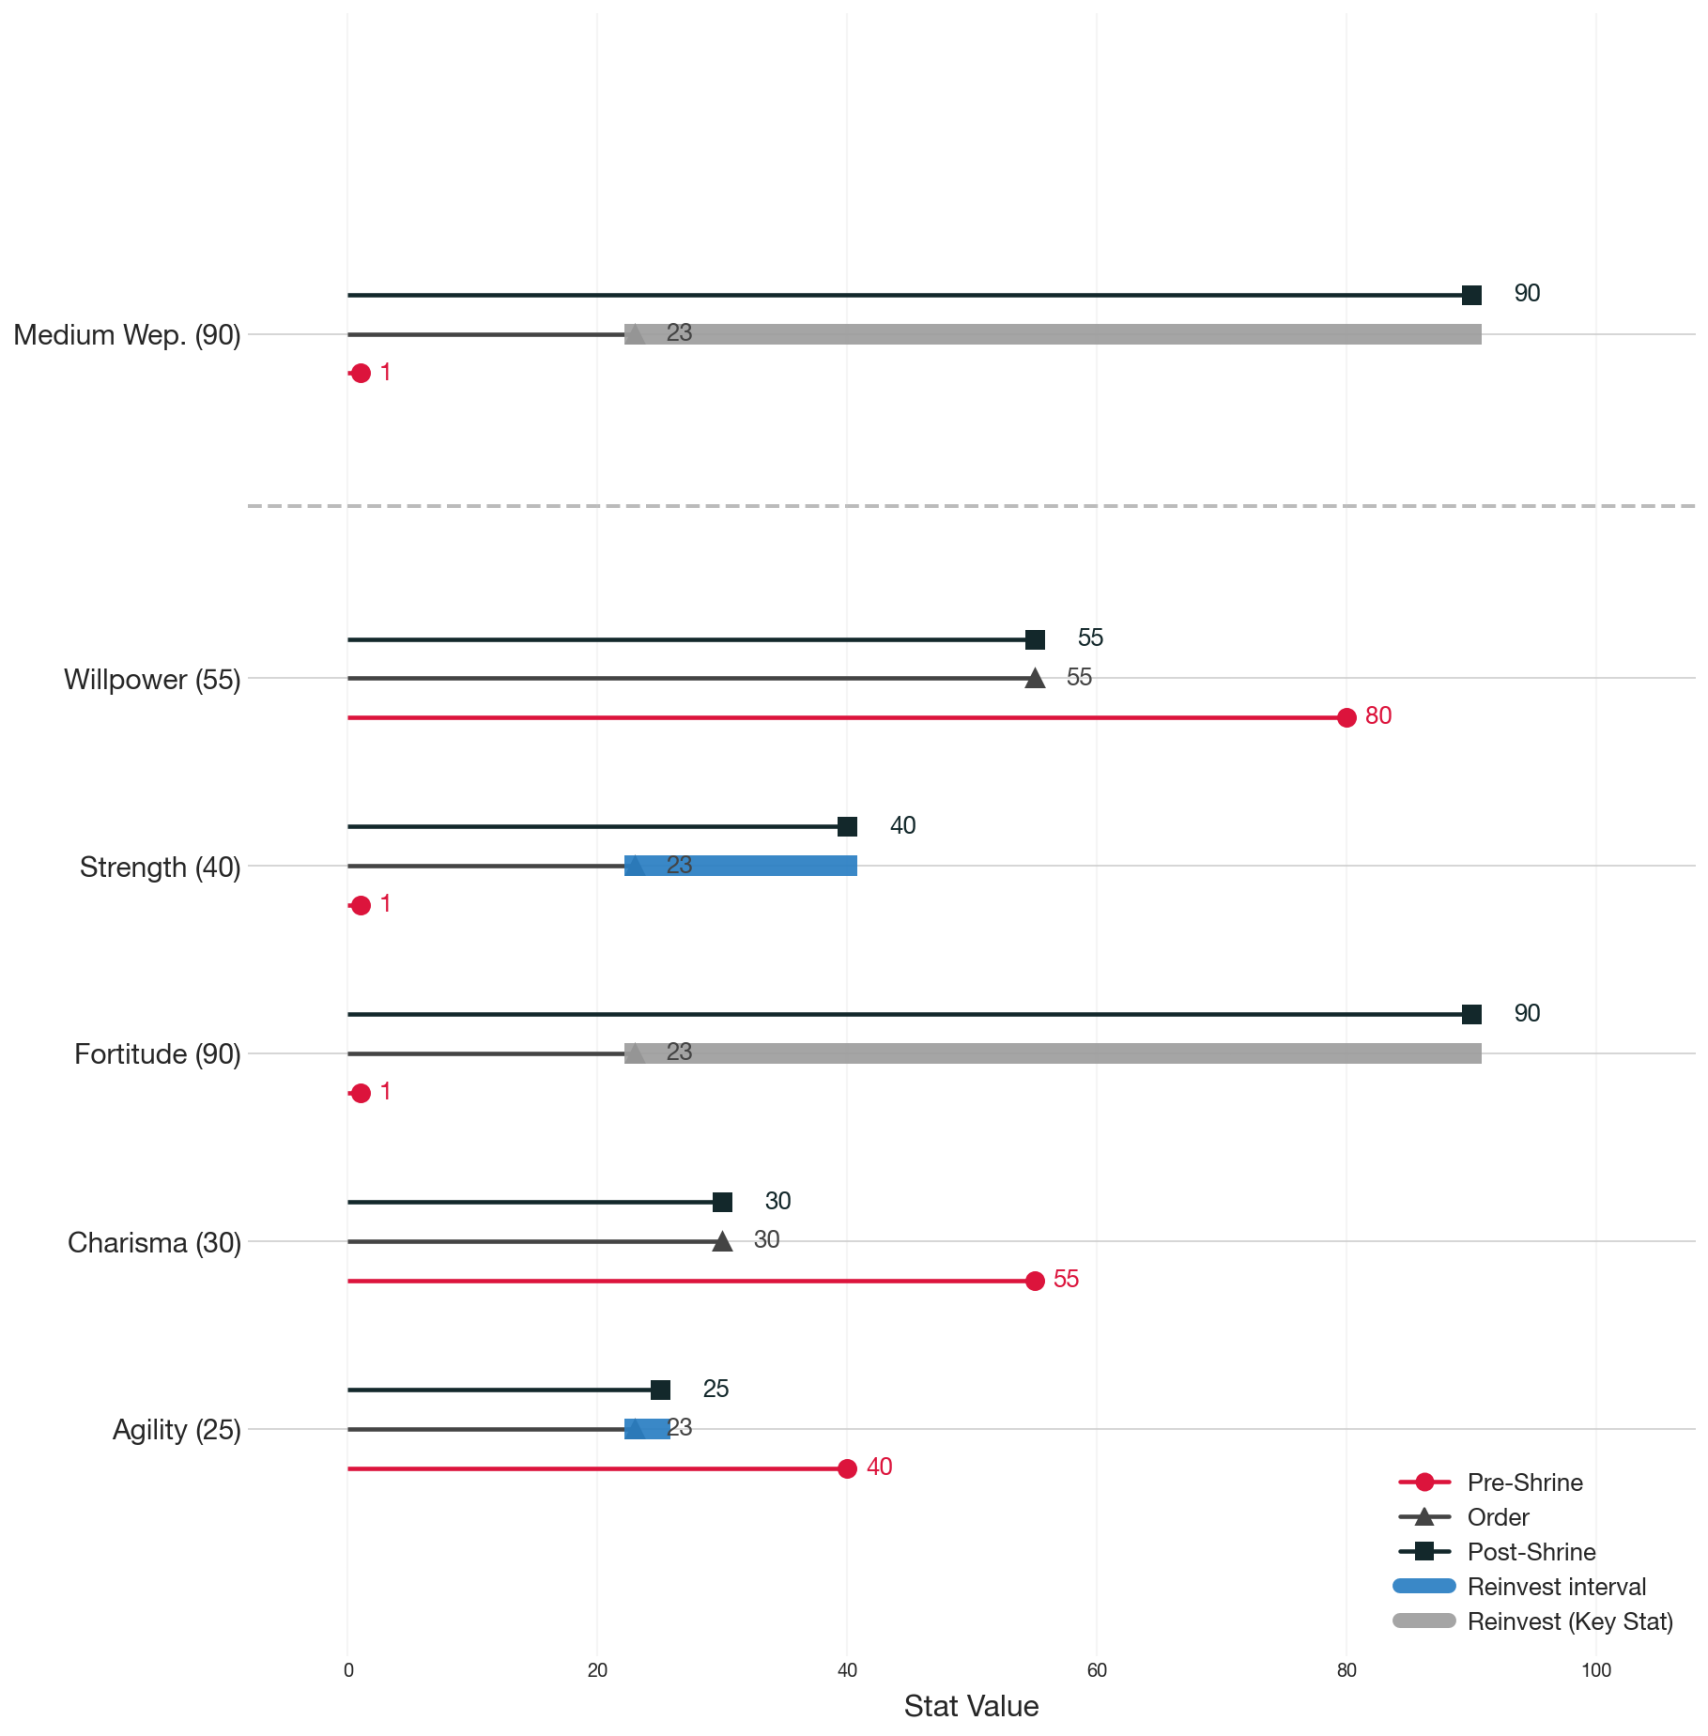 90
Medium Wep. (90)
23
1
55
Willpower (55)
55
80
40
Strength (40)
23
1
90
Fortitude (90)
23
1
30
Charisma (30)
30
55
25
Agility (25)
23
40
Pre-Shrine
Order
Post-Shrine
Reinvest interval
Reinvest (Key Stat)
0 20 40 60 80 100
Stat Value